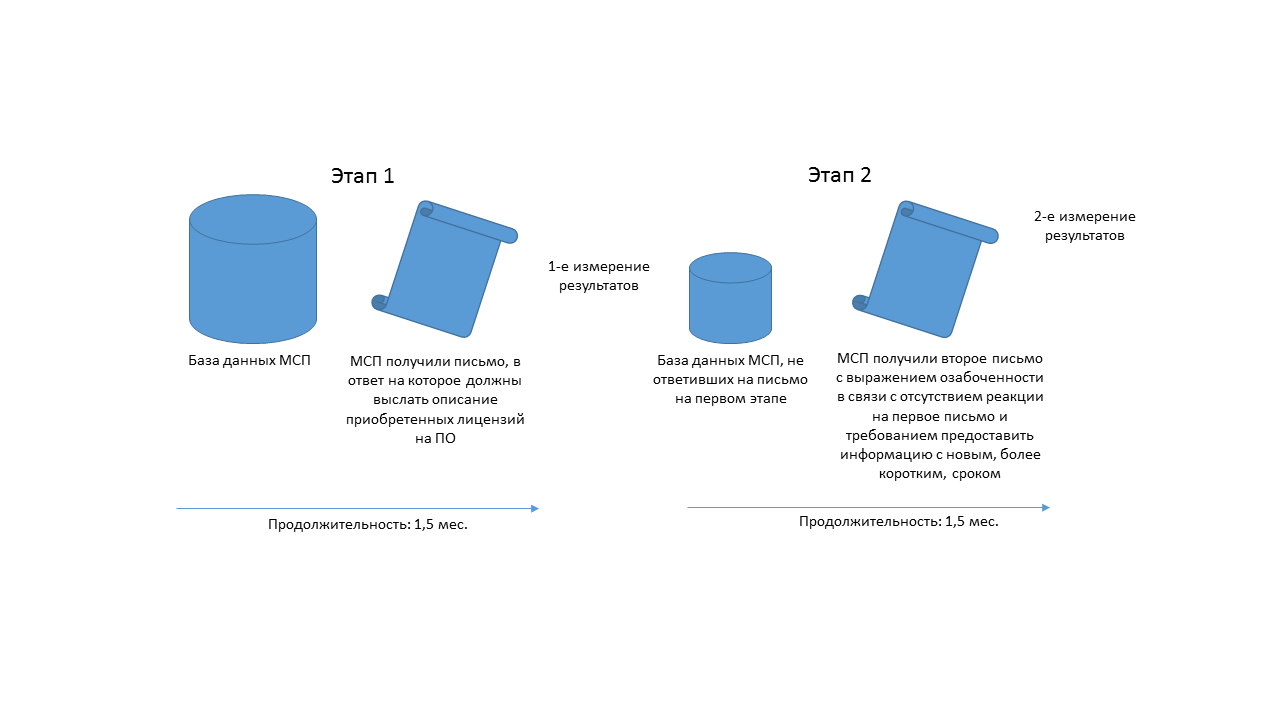 Этап 1
База данных МСП
МСП получили письмо, в
ответ на которое должны
выслать описание
приобретенных лицензий
на ПО
1-е измерение
результатов
Продолжительность: 1,5 мес.
Этап 2
База данных МСП, не
ответивших на письмо
на первом этапе
МСП получили второе письмо
с выражением озабоченности
в связи с отсутствием реакции
на первое письмо и
требованием предоставить
информацию с новым, более
коротким, сроком
2-е измерение
результатов
Продолжительность: 1,5 мес.